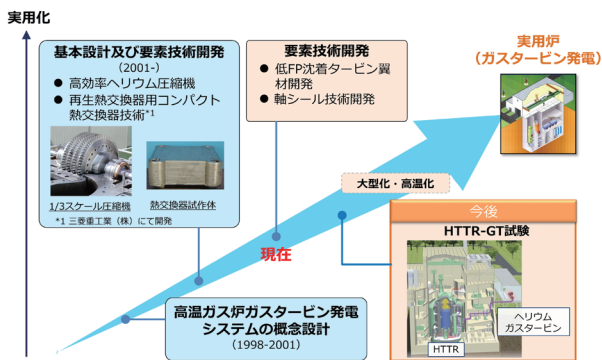 実用化
基本設計及び要素技術開発
(2001-)
● 高効率ヘリウム圧縮機
● 再生熱交換器用コンパクト
熱交換器技術*1
1/3スケール圧縮機
熱交換器試作体
*1 三菱重工業（株）にて開発
要素技術開発
● 低FP沈着タービン翼
材開発
● 軸シール技術開発
実用炉
（ガスタービン発電）
大型化・高温化
現在
今後
HTTR-GT試験
ヘリウム
ガスタービン
HTTR
高温ガス炉ガスタービン発電
システムの概念設計
(1998-2001)